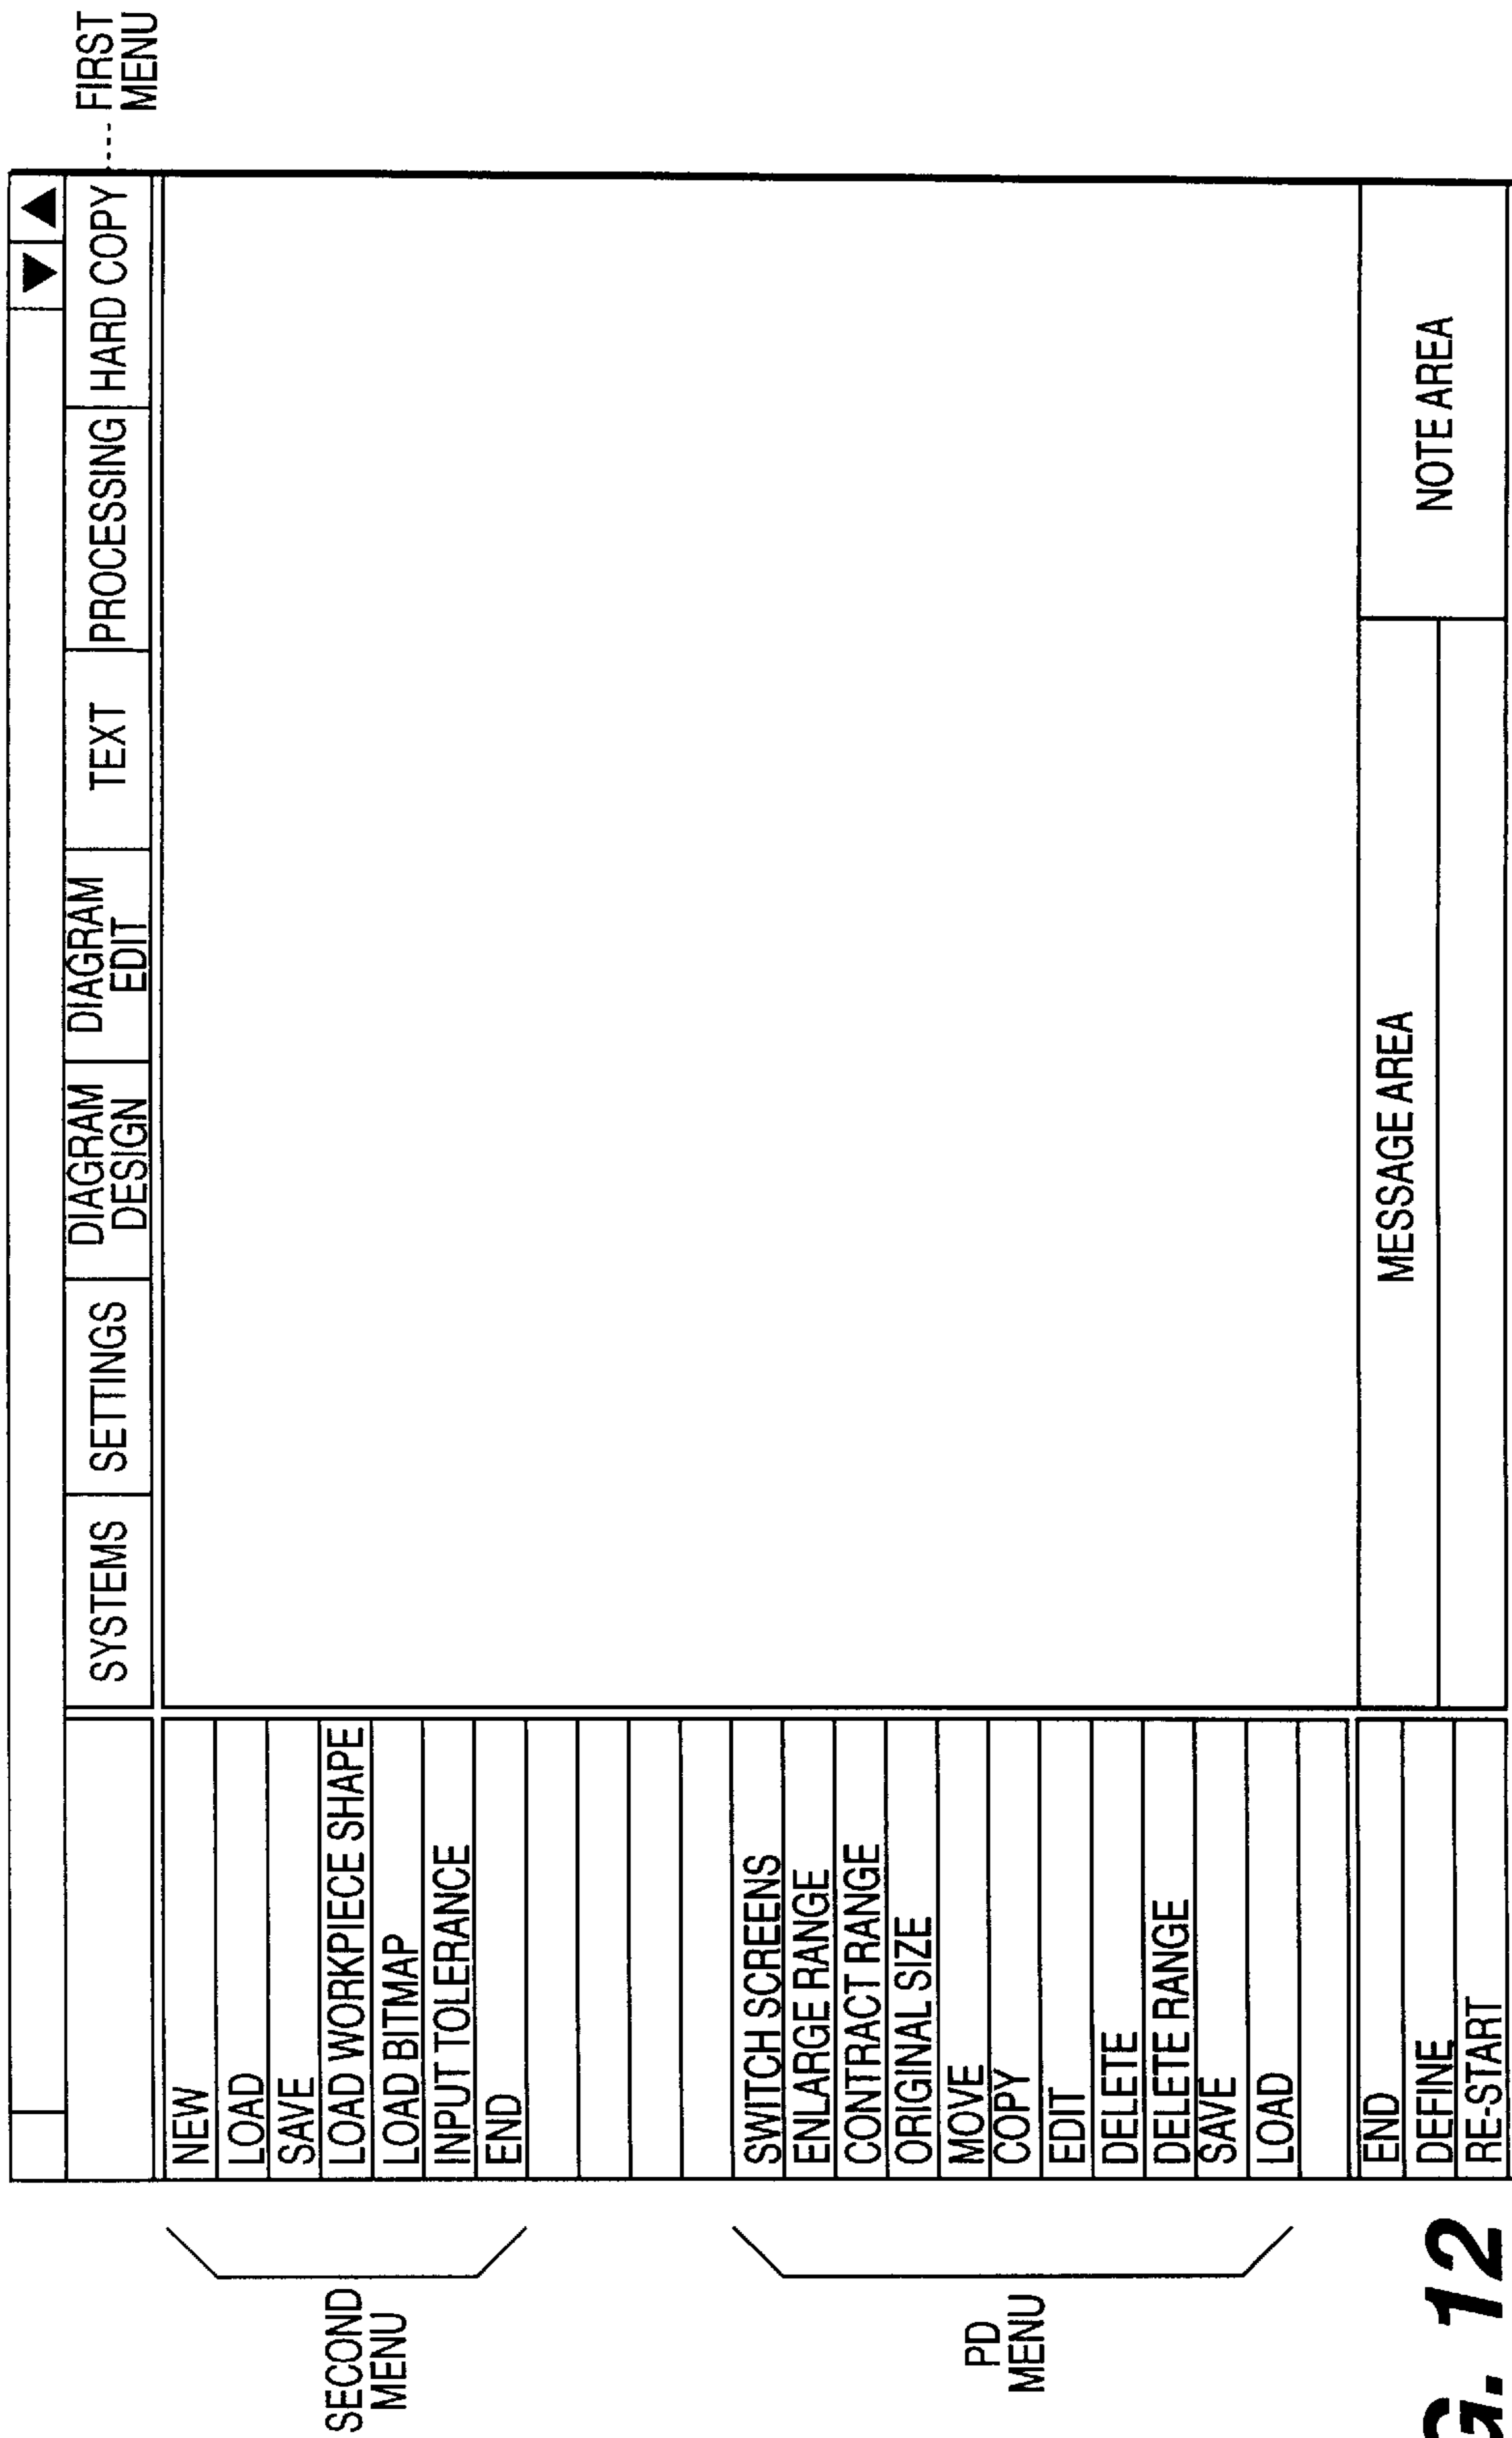 FIRST
MENU
SYSTEMS
SETTINGS
DIAGRAM
DESIGN
DIAGRAM
EDIT
TEXT
PROCESSING
HARD COPY
SECOND
MENU
NEW
LOAD
SAVE
LOAD WORKPIECE SHAPE
LOAD BITMAP
INPUT TOLERANCE
END
PD
MENU
SWITCH SCREENS
ENLARGE RANGE
CONTRACT RANGE
ORIGINAL SIZE
MOVE
COPY
EDIT
DELETE
DELETE RANGE
SAVE
LOAD
END
DEFINE
RE-START
MESSAGE AREA
NOTE AREA
12